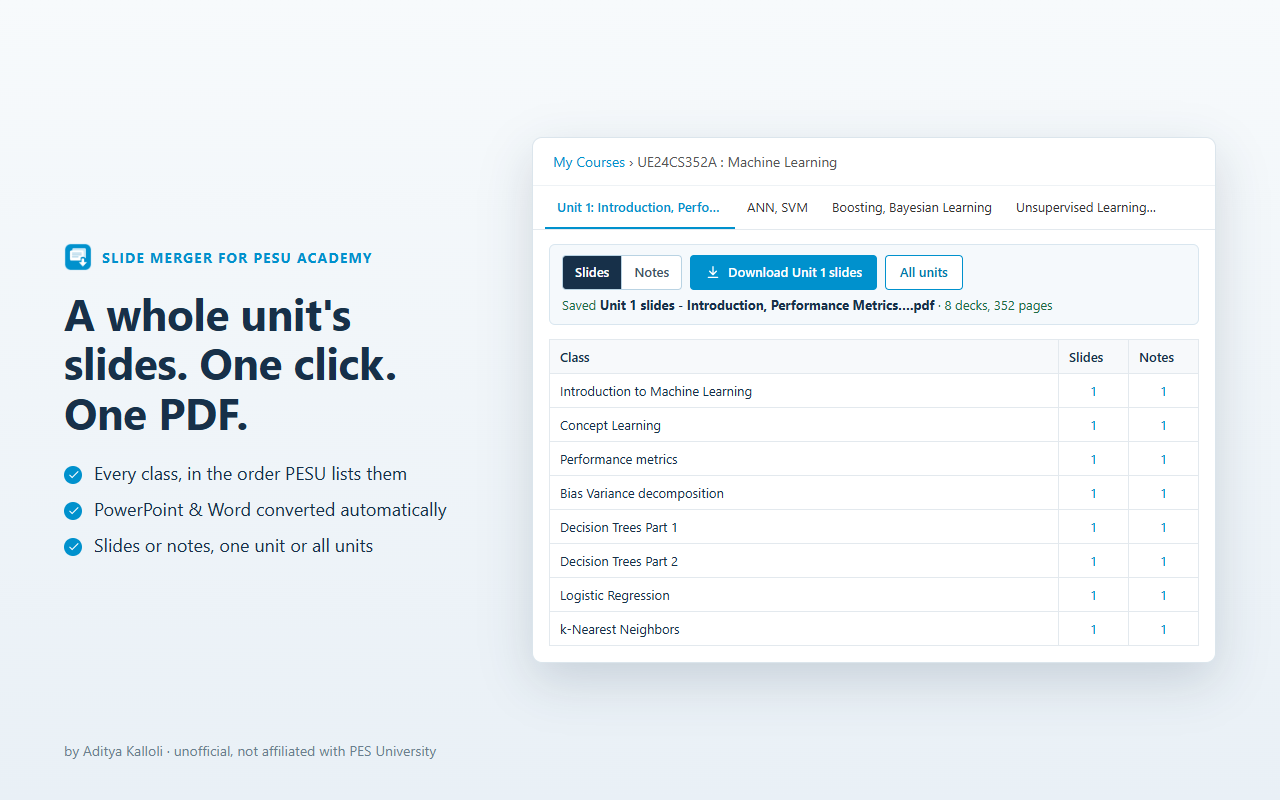 SLIDE MERGER FOR PESU ACADEMY
A whole unit's
slides. One click.
One PDF.
Every class, in the order PESU lists them
PowerPoint & Word converted automatically
Slides or notes, one unit or all units
by Aditya Kalloli · unofficial, not affiliated with PES University
My Courses › UE24CS352A : Machine Learning
Unit 1: Introduction, Perfo... ANN, SVM Boosting, Bayesian Learning Unsupervised Learning...
Slides Notes Download Unit 1 slides All units
Saved Unit 1 slides - Introduction, Performance Metrics....pdf · 8 decks, 352 pages
Class Slides Notes
Introduction to Machine Learning 1 1
Concept Learning 1 1
Performance metrics 1 1
Bias Variance decomposition 1 1
Decision Trees Part 1 1 1
Decision Trees Part 2 1 1
Logistic Regression 1 1
k-Nearest Neighbors 1 1